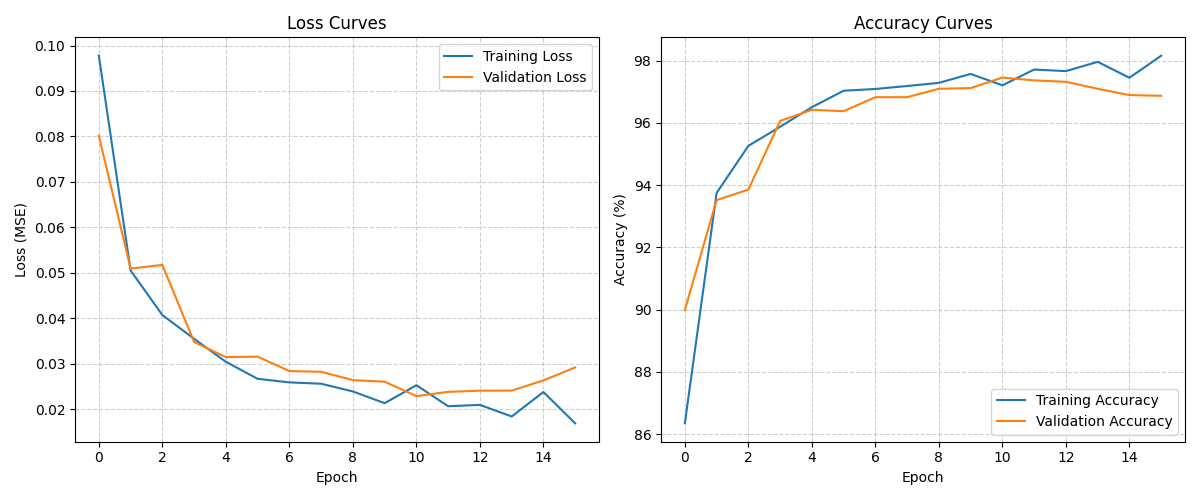 Loss Curves
Loss (MSE)
0.10
0.09
0.08
0.07
0.06
0.05
0.04
0.03
0.02
Training Loss
Validation Loss
0 2 4 6 8 10 12 14
Epoch
Accuracy Curves
Accuracy (%)
98
96
94
92
90
88
86
Training Accuracy
Validation Accuracy
0 2 4 6 8 10 12 14
Epoch